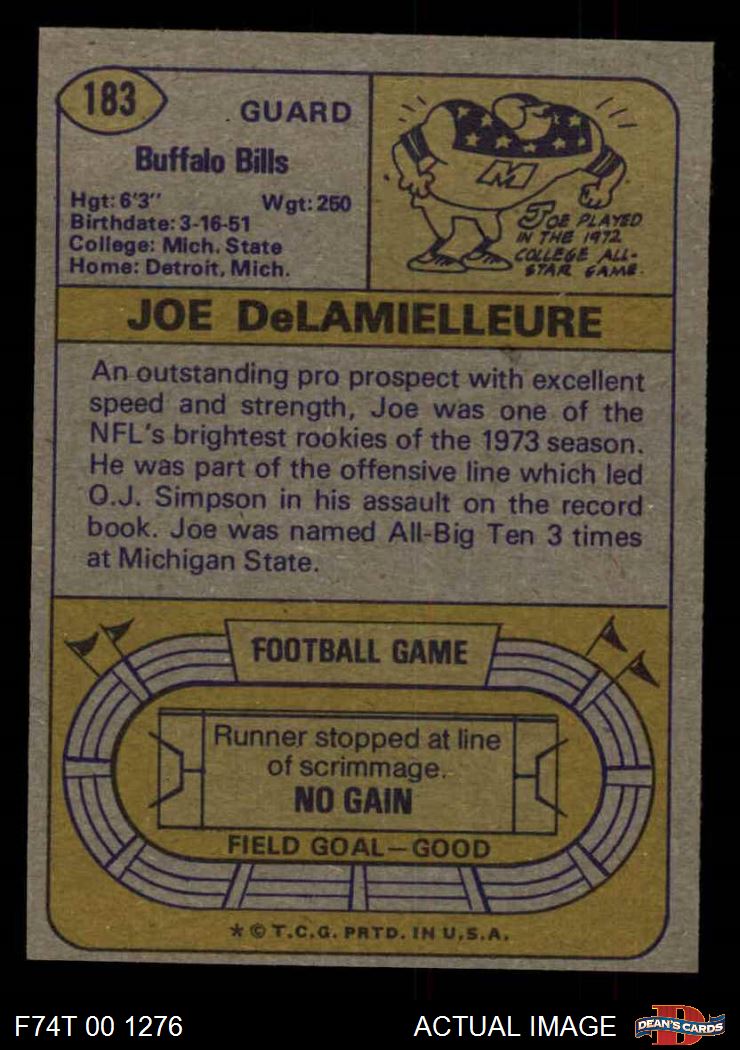 183
GUARD
Buffalo Bills
Hgt: 6'3" Wgt: 250
Birthdate: 3-16-51
College: Mich. State
Home: Detroit, Mich.
M
JOE PLAYED
IN THE 1972
COLLEGE ALL-
STAR GAME.
JOE DeLAMIELLEURE
An outstanding pro prospect with excellent
speed and strength, Joe was one of the
NFL's brightest rookies of the 1973 season.
He was part of the offensive line which led
O.J. Simpson in his assault on the record
book. Joe was named All-Big Ten 3 times
at Michigan State.
FOOTBALL GAME
Runner stopped at line
of scrimmage.
NO GAIN
FIELD GOAL—GOOD
* © T.C.G. PRTD. IN U.S.A.
F74T 00 1276 ACTUAL IMAGE
D
DEAN'S CARDS